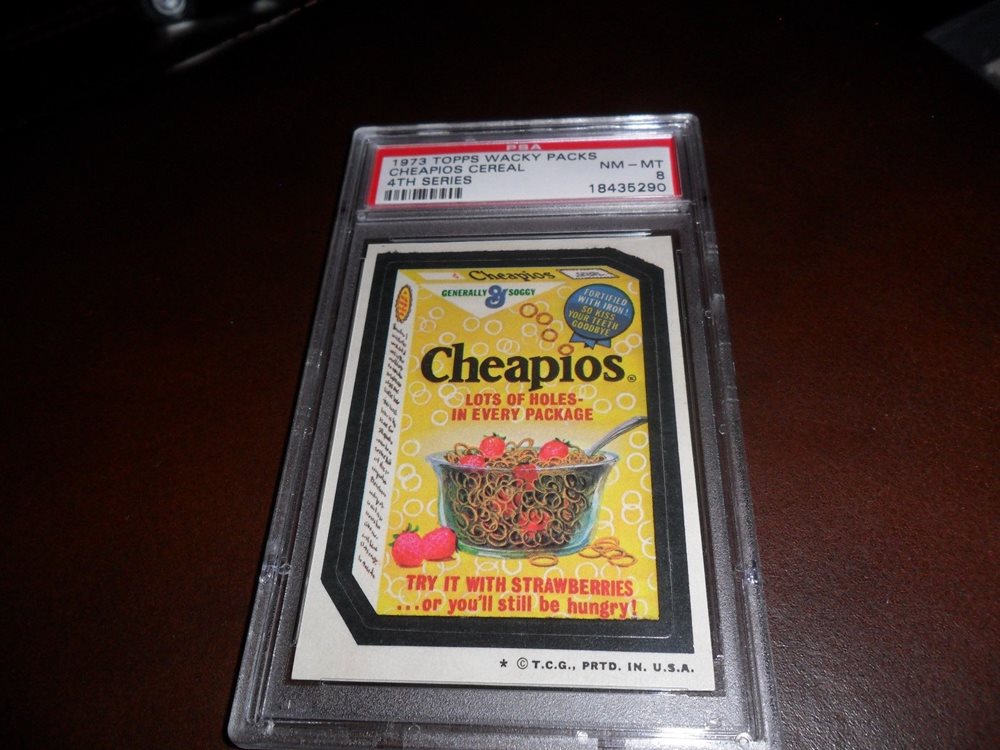 PSA
1973 TOPPS WACKY PACKS
CHEAPIOS CEREAL
4TH SERIES
NM - MT
8
18435290
Cheapios
GENERALLY g SOGGY
FORTIFIED
WITH IRON!
SO KISS
YOUR TEETH
GOODBYE
Cheapios®
LOTS OF HOLES-
IN EVERY PACKAGE
TRY IT WITH STRAWBERRIES
...or you'll still be hungry!
* © T.C.G., PRTD. IN. U.S.A.